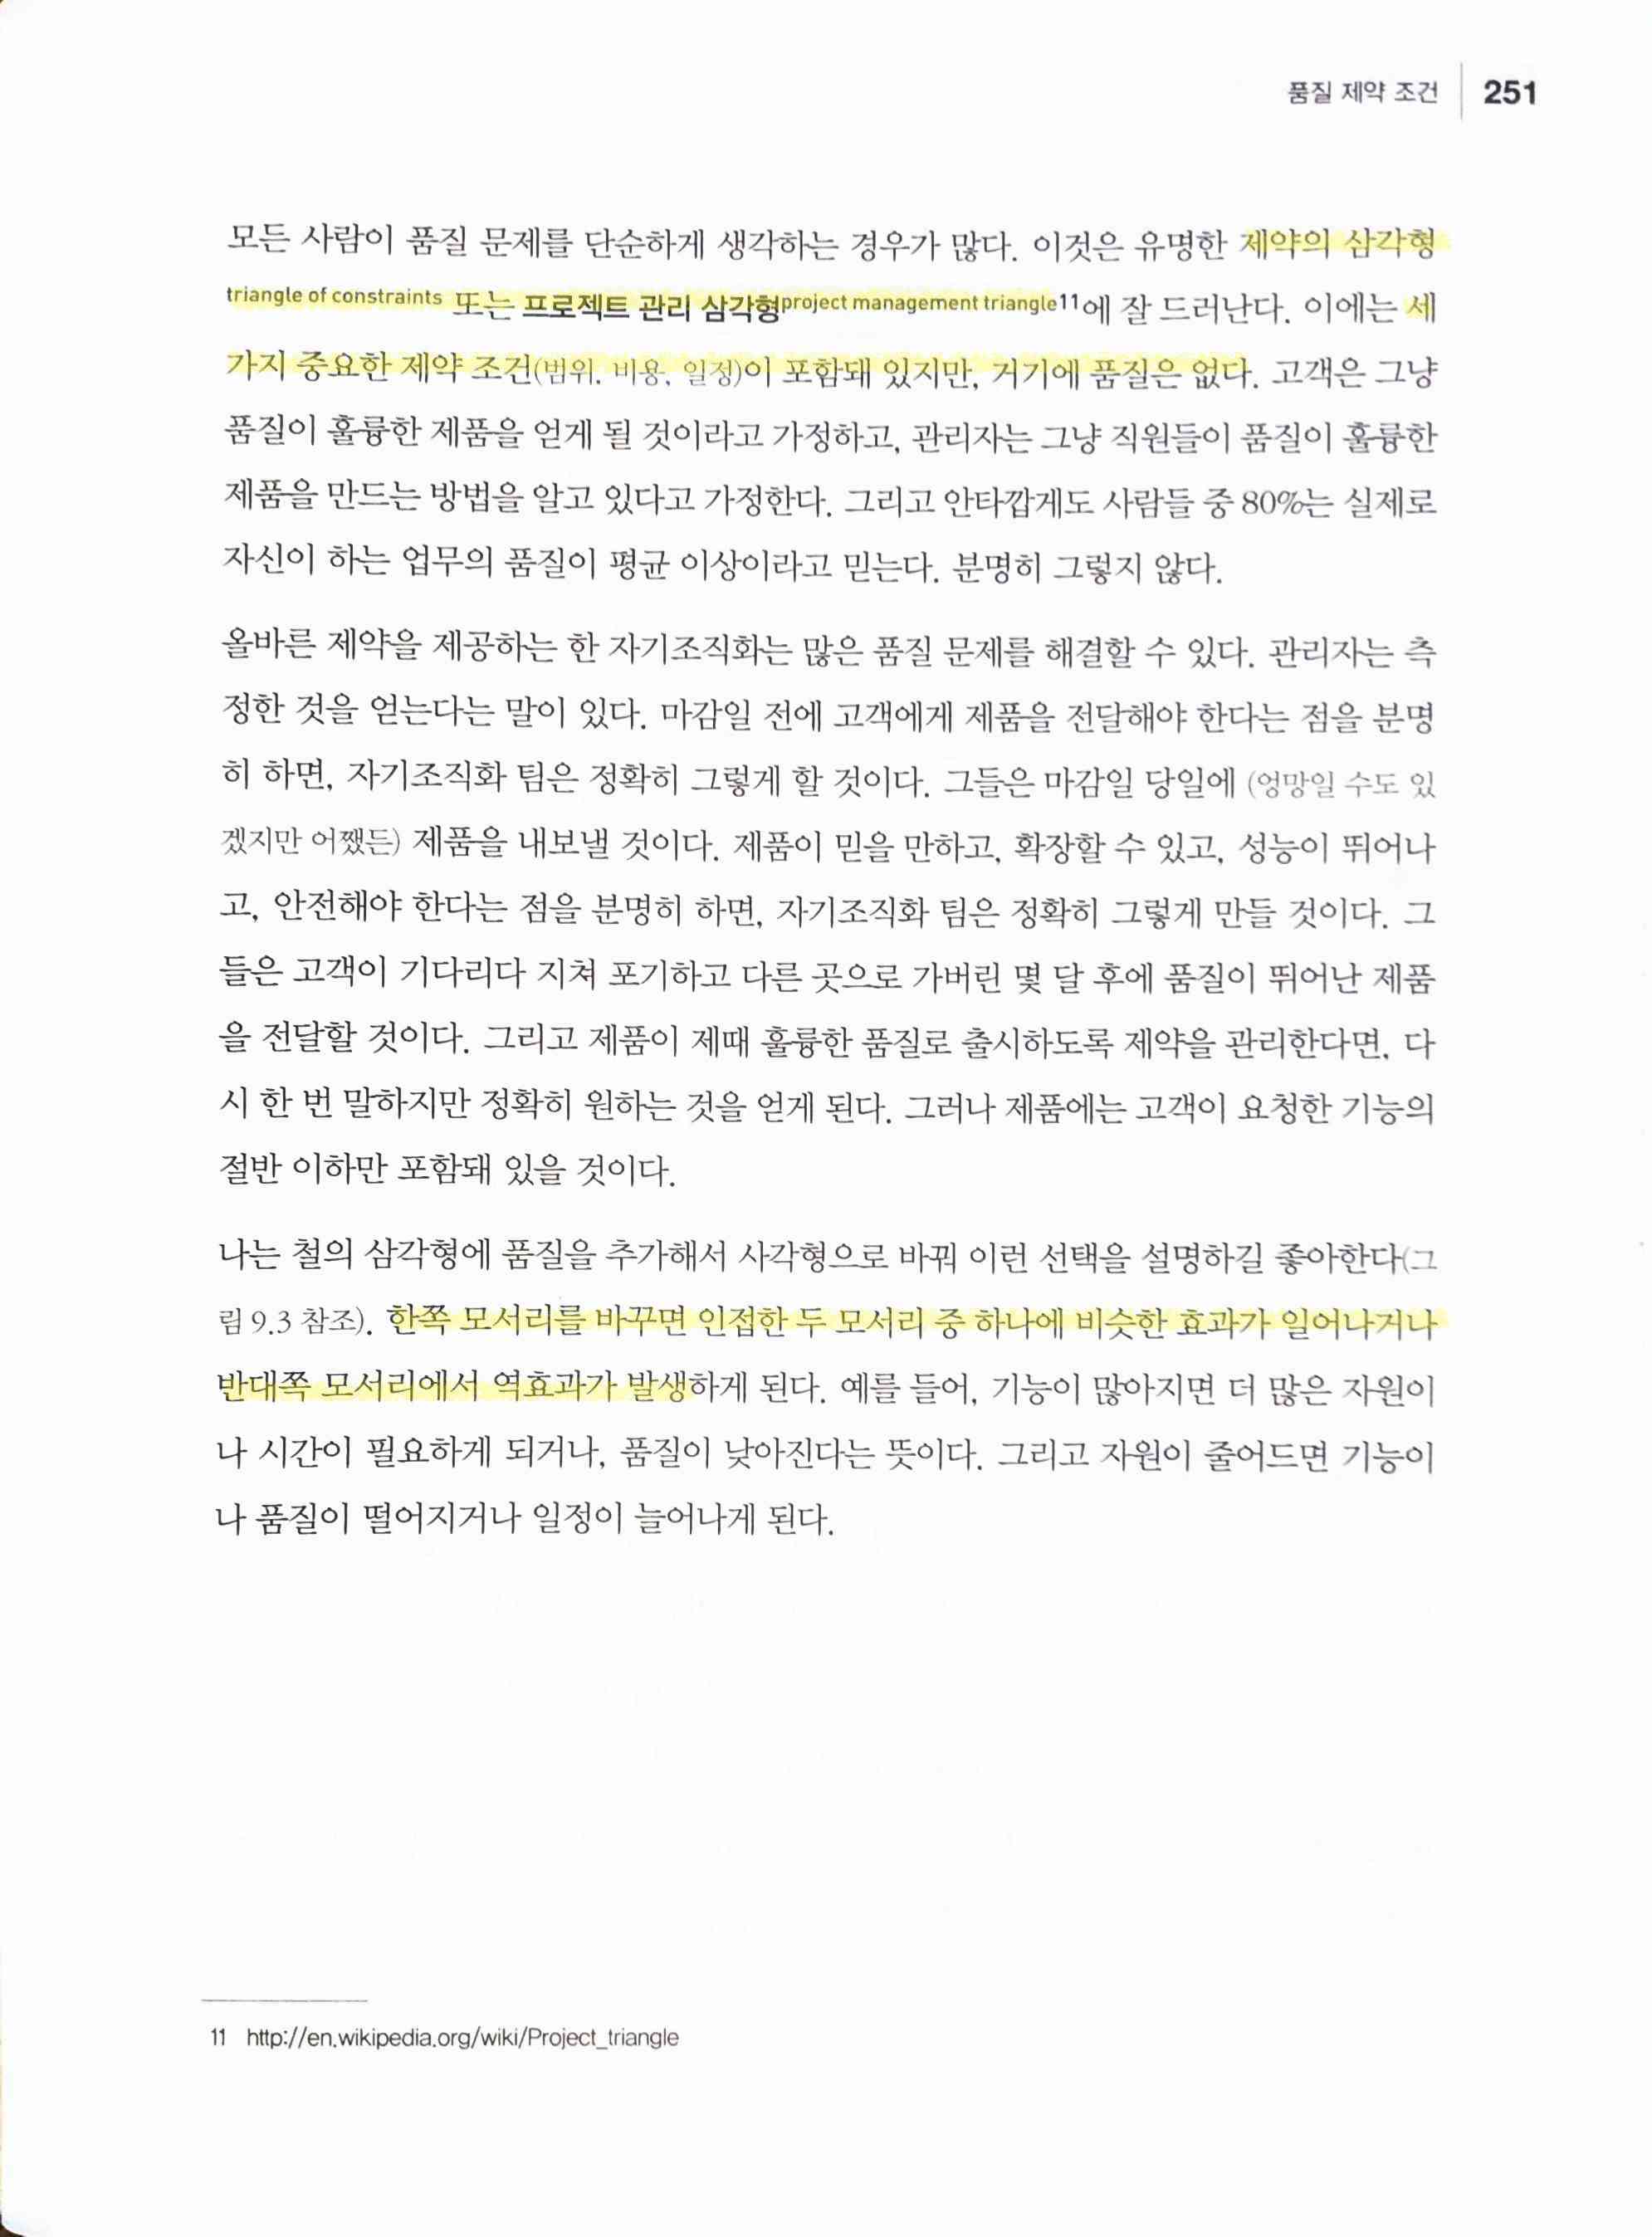 품질 제약 조건 251
모든 사람이 품질 문제를 단순하게 생각하는 경우가 많다. 이것은 유명한 제약의 삼각형
triangle of constraints 또는 프로젝트 관리 삼각형project management triangle11에 잘 드러난다. 이에는 세
가지 중요한 제약 조건(범위, 비용, 일정)이 포함돼 있지만, 거기에 품질은 없다. 고객은 그냥
품질이 훌륭한 제품을 얻게 될 것이라고 가정하고, 관리자는 그냥 직원들이 품질이 훌륭한
제품을 만드는 방법을 알고 있다고 가정한다. 그리고 안타깝게도 사람들 중 80%는 실제로
자신이 하는 업무의 품질이 평균 이상이라고 믿는다. 분명히 그렇지 않다.
올바른 제약을 제공하는 한 자기조직화는 많은 품질 문제를 해결할 수 있다. 관리자는 측
정한 것을 얻는다는 말이 있다. 마감일 전에 고객에게 제품을 전달해야 한다는 점을 분명
히 하면, 자기조직화 팀은 정확히 그렇게 할 것이다. 그들은 마감일 당일에 (엉망일 수도 있
겠지만 어쨌든) 제품을 내보낼 것이다. 제품이 믿을 만하고, 확장할 수 있고, 성능이 뛰어나
고, 안전해야 한다는 점을 분명히 하면, 자기조직화 팀은 정확히 그렇게 만들 것이다. 그
들은 고객이 기다리다 지쳐 포기하고 다른 곳으로 가버린 몇 달 후에 품질이 뛰어난 제품
을 전달할 것이다. 그리고 제품이 제때 훌륭한 품질로 출시하도록 제약을 관리한다면, 다
시 한 번 말하지만 정확히 원하는 것을 얻게 된다. 그러나 제품에는 고객이 요청한 기능의
절반 이하만 포함돼 있을 것이다.
나는 철의 삼각형에 품질을 추가해서 사각형으로 바꿔 이런 선택을 설명하길 좋아한다(그
림 9.3 참조). 한쪽 모서리를 바꾸면 인접한 두 모서리 중 하나에 비슷한 효과가 일어나거나
반대쪽 모서리에서 역효과가 발생하게 된다. 예를 들어, 기능이 많아지면 더 많은 자원이
나 시간이 필요하게 되거나, 품질이 낮아진다는 뜻이다. 그리고 자원이 줄어드면 기능이
나 품질이 떨어지거나 일정이 늘어나게 된다.
11 http://en.wikipedia.org/wiki/Project_triangle